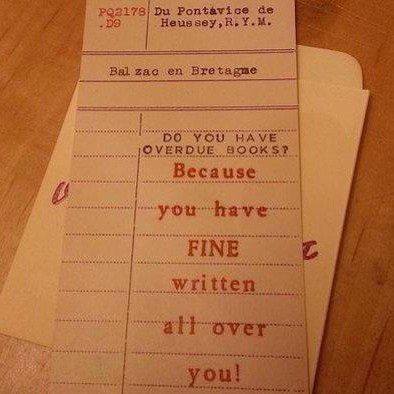 PQ2178 Du Pontavice de
.D9 Heussey,R.Y.M.
Balzac en Bretagme
DO YOU HAVE
OVERDUE BOOKS?
Because
you have
FINE
written
all over
you!